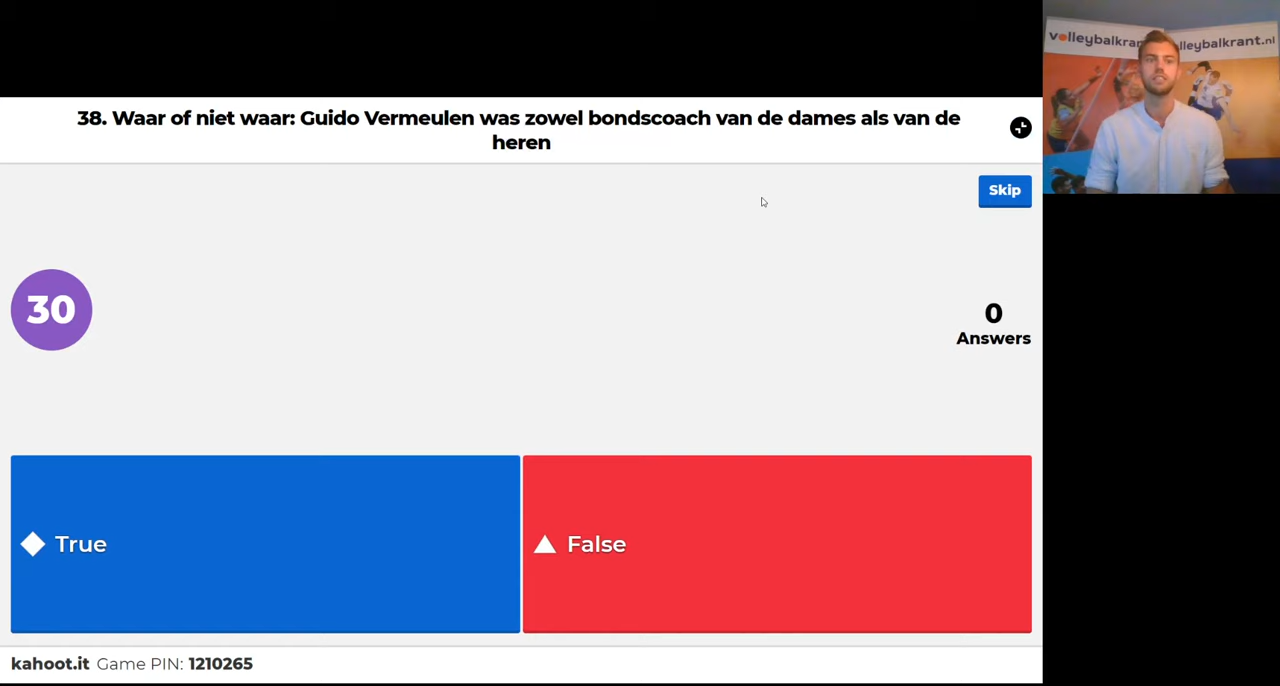 volleybalkrant.nl
38. Waar of niet waar: Guido Vermeulen was zowel bondscoach van de dames als van de
heren
Skip
30
0
Answers
True
False
kahoot.it Game PIN: 1210265